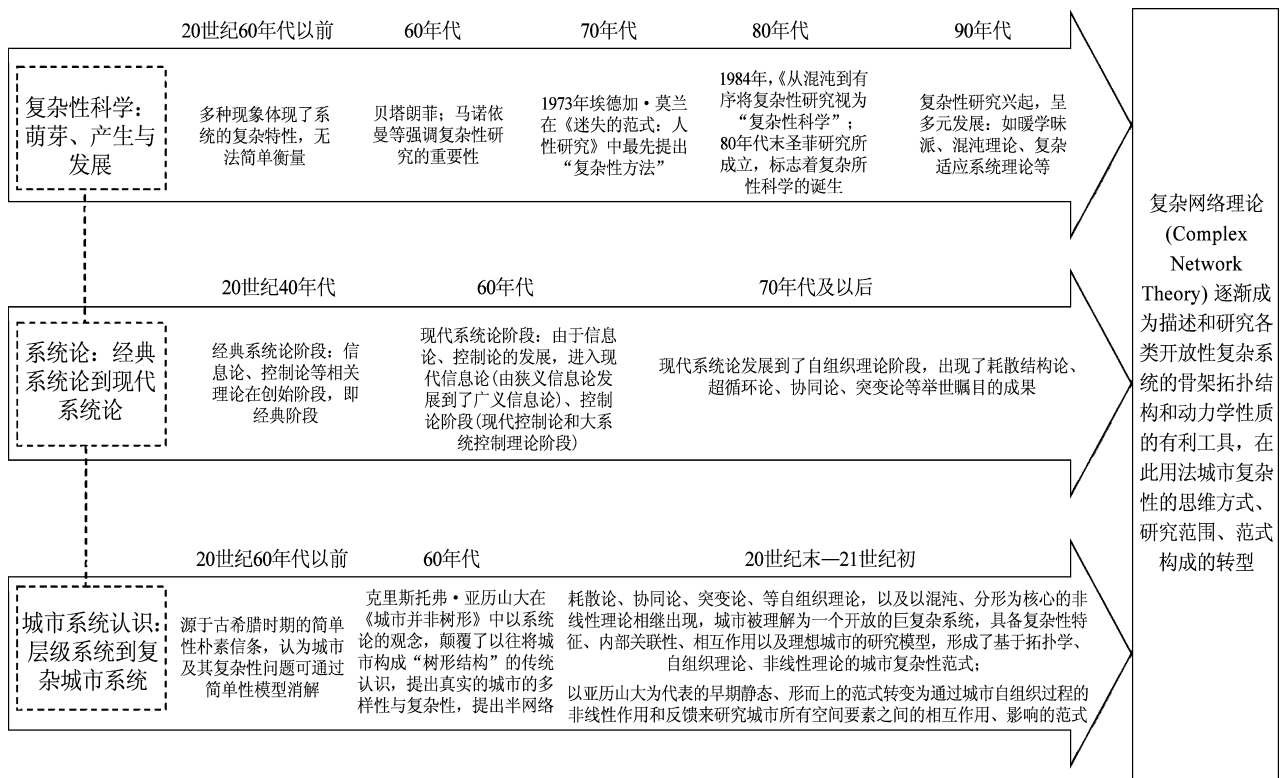 20世纪60年代以前
60年代
70年代
80年代
90年代
复杂性科学：
萌芽、产生与
发展
多种现象体现了系
统的复杂特性，无
法简单衡量
贝塔朗菲；马诺依
曼等强调复杂性研
究的重要性
1973年埃德加·莫兰
在《迷失的范式：人
性研究》中最先提出
“复杂性方法”
1984年，《从混沌到有
序将复杂性研究视为
“复杂性科学”；
80年代末圣菲研究所
成立，标志着复杂所
性科学的诞生
复杂性研究兴起，呈
多元发展：如暖学昧
派、混沌理论、复杂
适应系统理论等
20世纪40年代
60年代
70年代及以后
系统论：经典
系统论到现代
系统论
经典系统论阶段：信
息论、控制论等相关
理论在创始阶段，即
经典阶段
现代系统论阶段：由于信息
论、控制论的发展，进入现
代信息论(由狭义信息论发
展到了广义信息论)、控制
论阶段(现代控制论和大系
统控制理论阶段)
现代系统论发展到了自组织理论阶段，出现了耗散结构论、
超循环论、协同论、突变论等举世瞩目的成果
20世纪60年代以前
60年代
20世纪末—21世纪初
城市系统认识：
层级系统到复
杂城市系统
源于古希腊时期的简单
性朴素信条，认为城市
及其复杂性问题可通过
简单性模型消解
克里斯托弗·亚历山大在
《城市并非树形》中以系统
论的观念，颠覆了以往将城
市构成“树形结构”的传统
认识，提出真实的城市的多
样性与复杂性，提出半网络
耗散论、协同论、突变论、等自组织理论，以及以混沌、分形为核心的非
线性理论相继出现，城市被理解为一个开放的巨复杂系统，具备复杂性特
征、内部关联性、相互作用以及理想城市的研究模型，形成了基于拓扑学、
自组织理论、非线性理论的城市复杂性范式；
以亚历山大为代表的早期静态、形而上的范式转变为通过城市自组织过程的
非线性作用和反馈来研究城市所有空间要素之间的相互作用、影响的范式
复杂网络理论
(Complex
Network
Theory) 逐渐成
为描述和研究各
类开放性复杂系
统的骨架拓扑结
构和动力学性质
的有利工具，在
此用法城市复杂
性的思维方式、
研究范围、范式
构成的转型